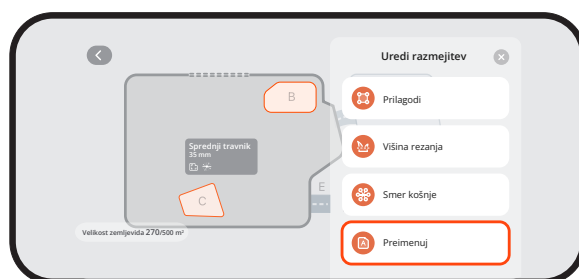 Uredi razmejitev
B
Prilagodi
Sprednji travnik
35 mm
Višina rezanja
E
Smer košnje
C
Velikost zemljevida 270/500 m²
Preimenuj
A